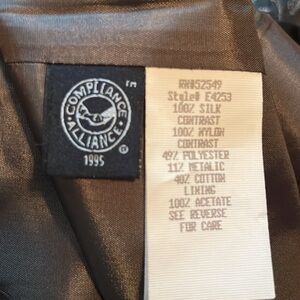 COMPLIANCE
ALLIANCE
™
®
1995
RN#52549
Style# E4253
100% SILK
CONTRAST
100% NYLON
CONTRAST
49% POLYESTER
11% METALIC
40% COTTON
LINING
100% ACETATE
SEE REVERSE
FOR CARE